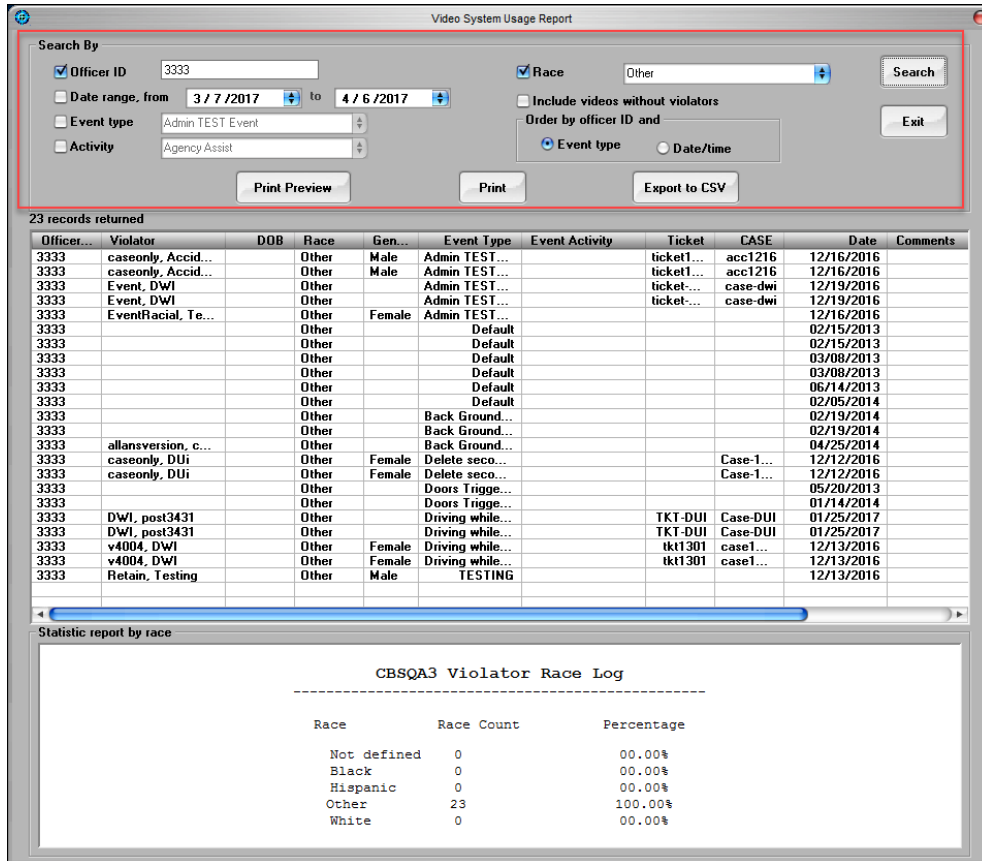 Video System Usage Report
Search By
Officer ID 3333 Race Other Search
Date range, from 3 / 7 /2017 to 4 / 6 /2017 Include videos without violators
Event type Admin TEST Event Order by officer ID and Exit
Activity Agency Assist Event type Date/time
Print Preview Print Export to CSV
23 records returned
Officer... Violator DOB Race Gen... Event Type Event Activity Ticket CASE Date Comments
3333 caseonly, Accid... Other Male Admin TEST... ticket1... acc1216 12/16/2016
3333 caseonly, Accid... Other Male Admin TEST... ticket1... acc1216 12/16/2016
3333 Event, DWI Other Admin TEST... ticket-... case-dwi 12/19/2016
3333 Event, DWI Other Admin TEST... ticket-... case-dwi 12/19/2016
3333 EventRacial, Te... Other Female Admin TEST... 12/16/2016
3333 Other Default 02/15/2013
3333 Other Default 02/15/2013
3333 Other Default 03/08/2013
3333 Other Default 03/08/2013
3333 Other Default 06/14/2013
3333 Other Default 02/05/2014
3333 Other Back Ground... 02/19/2014
3333 Other Back Ground... 02/19/2014
3333 allansversion, c... Other Back Ground... 04/25/2014
3333 caseonly, DUi Other Female Delete seco... Case-1... 12/12/2016
3333 caseonly, DUi Other Female Delete seco... Case-1... 12/12/2016
3333 Other Doors Trigge... 05/20/2013
3333 Other Doors Trigge... 01/14/2014
3333 DWI, post3431 Other Driving while... TKT-DUI Case-DUI 01/25/2017
3333 DWI, post3431 Other Driving while... TKT-DUI Case-DUI 01/25/2017
3333 v4004, DWI Other Female Driving while... tkt1301 case1... 12/13/2016
3333 v4004, DWI Other Female Driving while... tkt1301 case1... 12/13/2016
3333 Retain, Testing Other Male TESTING 12/13/2016
Statistic report by race
CBSQA3 Violator Race Log
--------------------------------------------------
Race Race Count Percentage
Not defined 0 00.00%
Black 0 00.00%
Hispanic 0 00.00%
Other 23 100.00%
White 0 00.00%